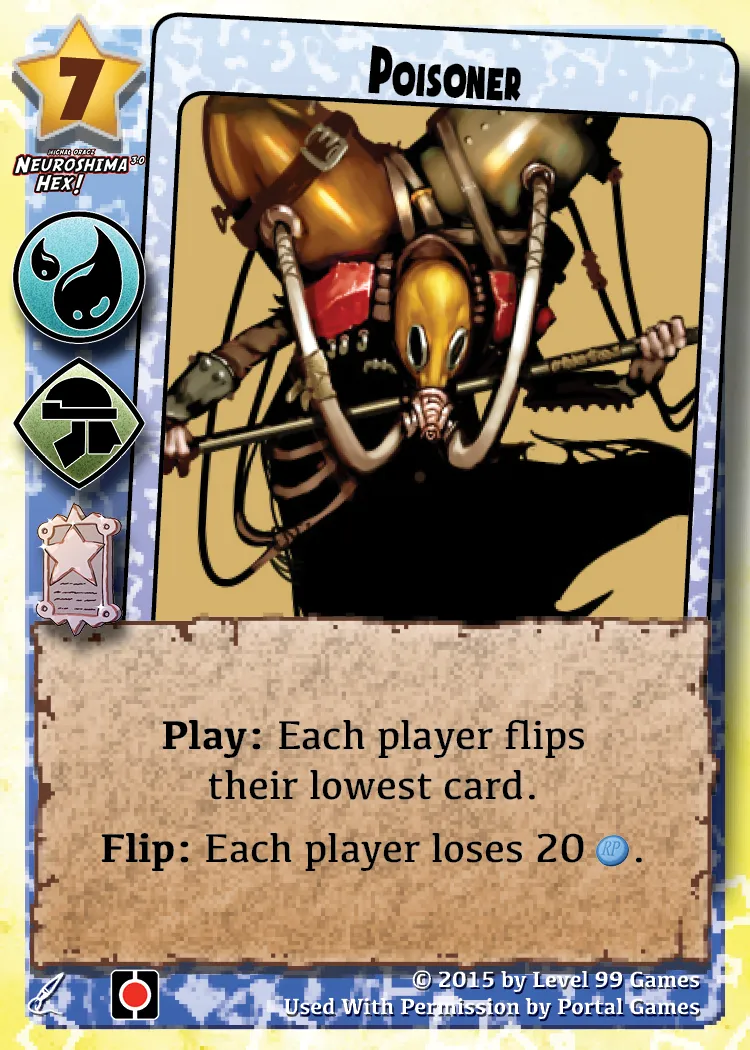 POISONER
7
MICHAŁ ORACZ
NEUROSHIMA 3.0
HEX!
Play: Each player flips
their lowest card.
Flip: Each player loses 20 RP.
© 2015 by Level 99 Games
Used With Permission by Portal Games